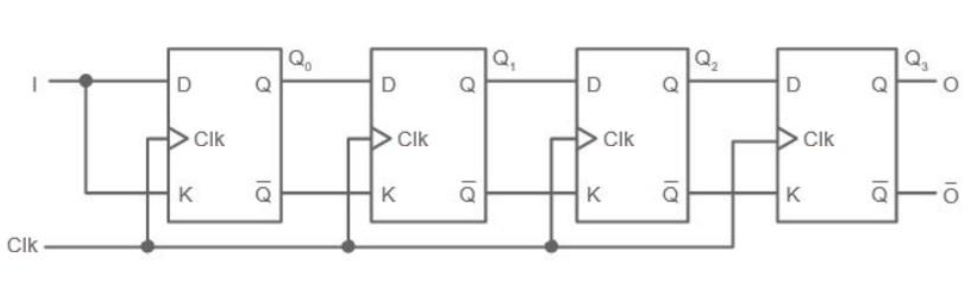 Q₀ Q₁ Q₂ Q₃
I D Q D Q D Q D Q O
Clk Clk Clk Clk
K Q̅ K Q̅ K Q̅ K Q̅ O̅
Clk